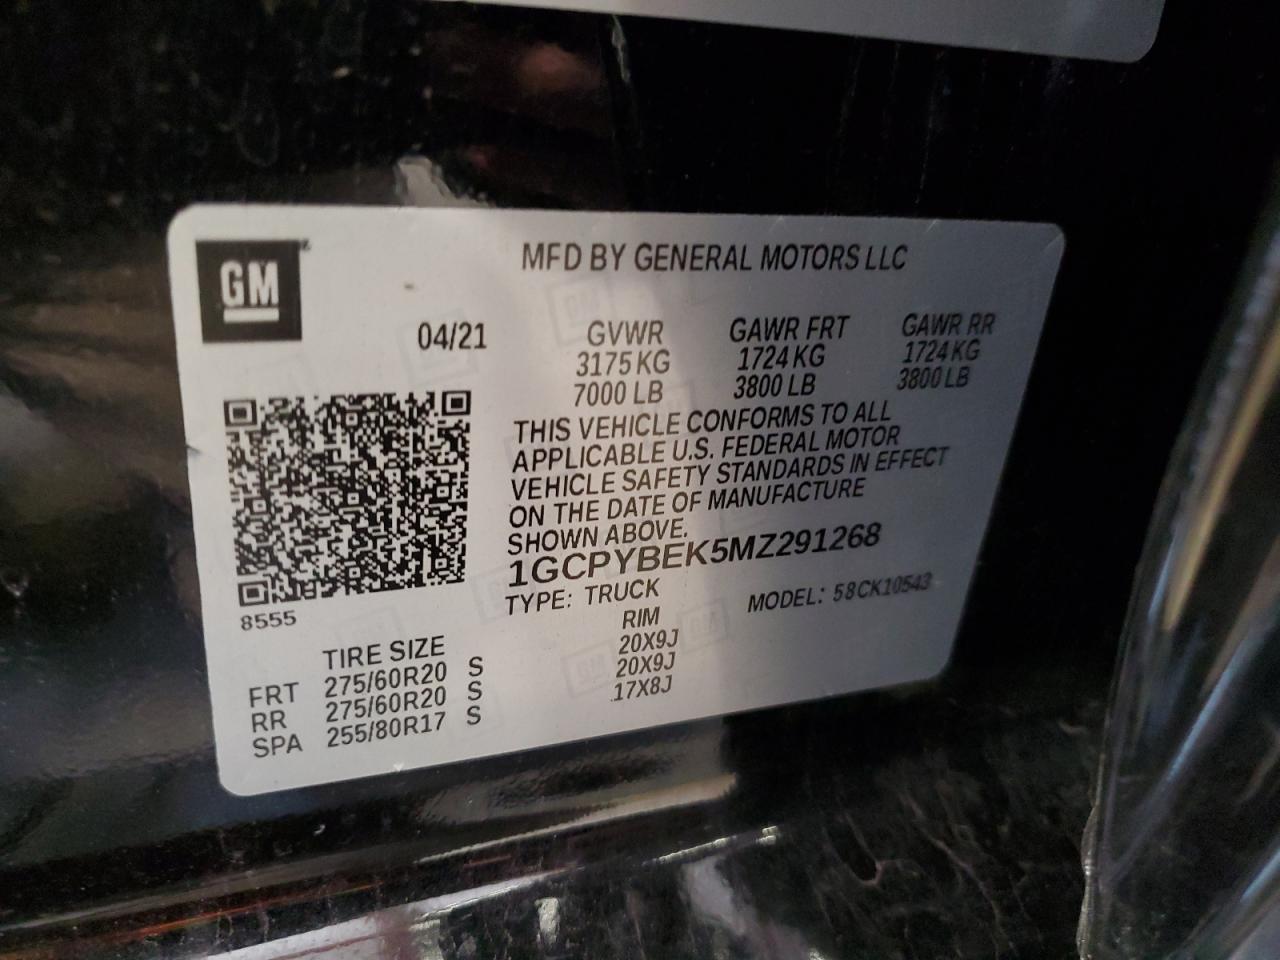 GM
MFD BY GENERAL MOTORS LLC
04/21
GVWR GAWR FRT GAWR RR
3175 KG 1724 KG 1724 KG
7000 LB 3800 LB 3800 LB
THIS VEHICLE CONFORMS TO ALL
APPLICABLE U.S. FEDERAL MOTOR
VEHICLE SAFETY STANDARDS IN EFFECT
ON THE DATE OF MANUFACTURE
SHOWN ABOVE.
1GCPYBEK5MZ291268
TYPE: TRUCK MODEL: 58CK10543
8555
TIRE SIZE RIM
FRT 275/60R20 S 20X9J
RR 275/60R20 S 20X9J
SPA 255/80R17 S 17X8J